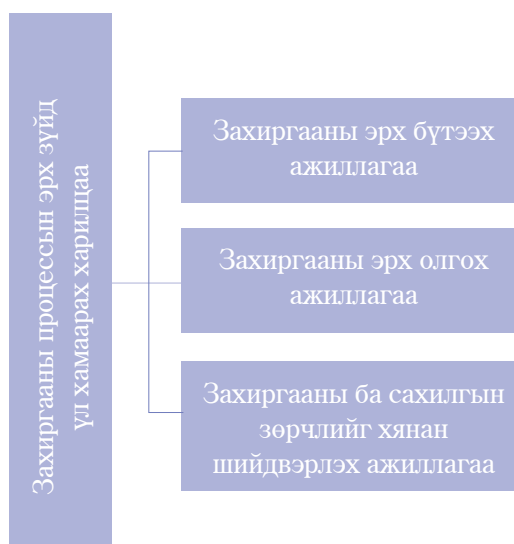 Захиргааны процессын эрх зүйд
үл хамаарах харилцаа
Захиргааны эрх бүтээх
ажиллагаа
Захиргааны эрх олгох
ажиллагаа
Захиргааны ба сахилгын
зөрчлийг хянан
шийдвэрлэх ажиллагаа